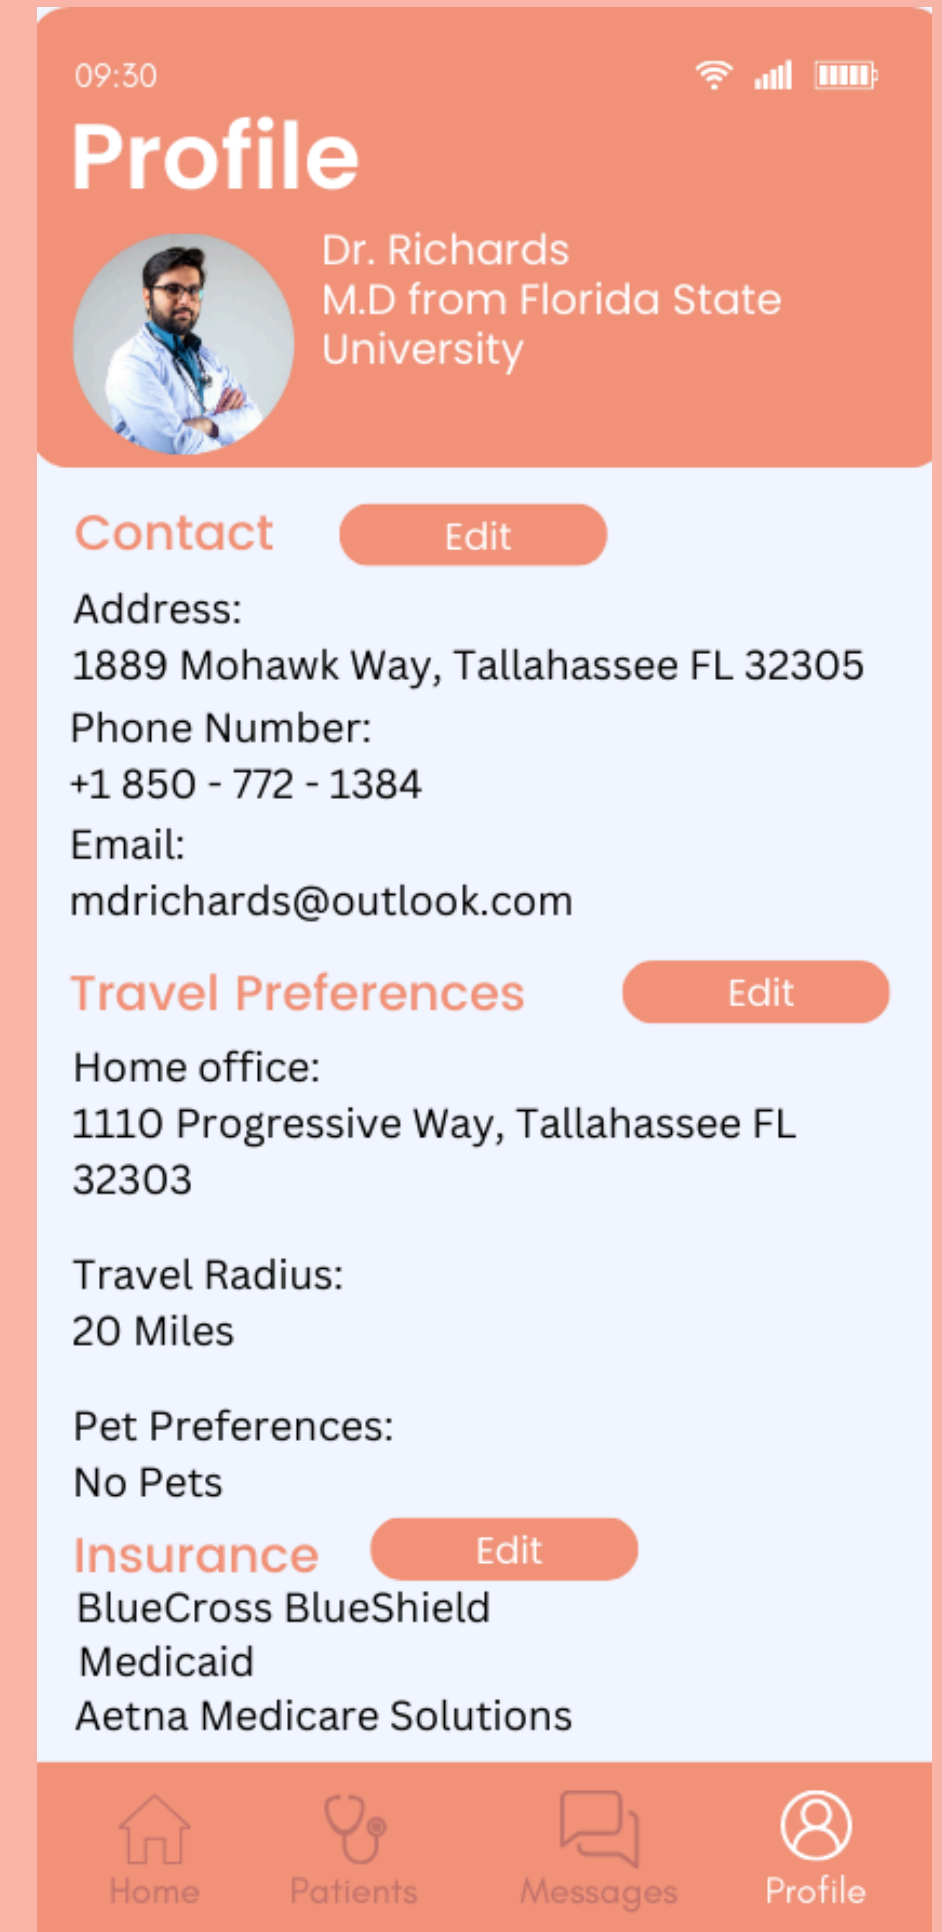 09:30
Profile
Dr. Richards
M.D from Florida State
University
Contact
Edit
Address:
1889 Mohawk Way, Tallahassee FL 32305
Phone Number:
+1 850 - 772 - 1384
Email:
mdrichards@outlook.com
Travel Preferences
Edit
Home office:
1110 Progressive Way, Tallahassee FL
32303
Travel Radius:
20 Miles
Pet Preferences:
No Pets
Insurance
Edit
BlueCross BlueShield
Medicaid
Aetna Medicare Solutions
Home
Patients
Messages
Profile